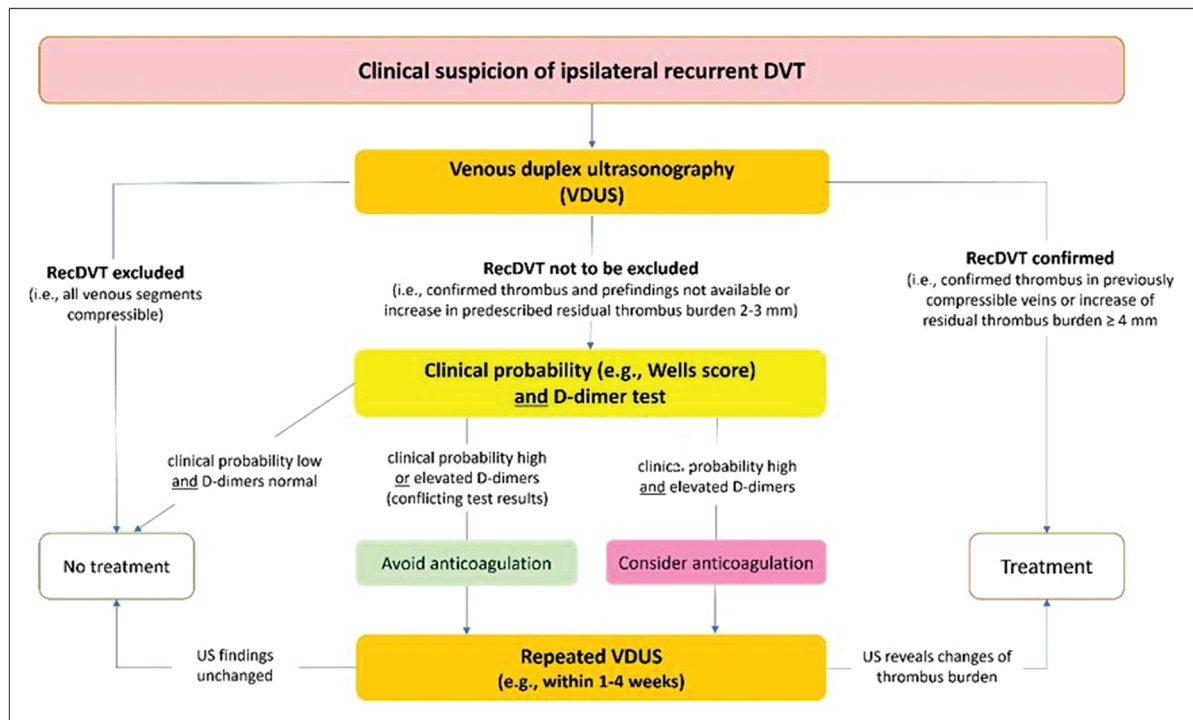 Clinical suspicion of ipsilateral recurrent DVT
Venous duplex ultrasonography
(VDUS)
RecDVT excluded
(i.e., all venous segments
compressible)
RecDVT not to be excluded
(i.e., confirmed thrombus and prefindings not available or
increase in predescribed residual thrombus burden 2-3 mm)
RecDVT confirmed
(i.e., confirmed thrombus in previously
compressible veins or increase of
residual thrombus burden ≥ 4 mm
Clinical probability (e.g., Wells score)
and D-dimer test
clinical probability low
and D-dimers normal
clinical probability high
or elevated D-dimers
(conflicting test results)
clinical probability high
and elevated D-dimers
No treatment
Avoid anticoagulation
Consider anticoagulation
Treatment
US findings
unchanged
Repeated VDUS
(e.g., within 1-4 weeks)
US reveals changes of
thrombus burden